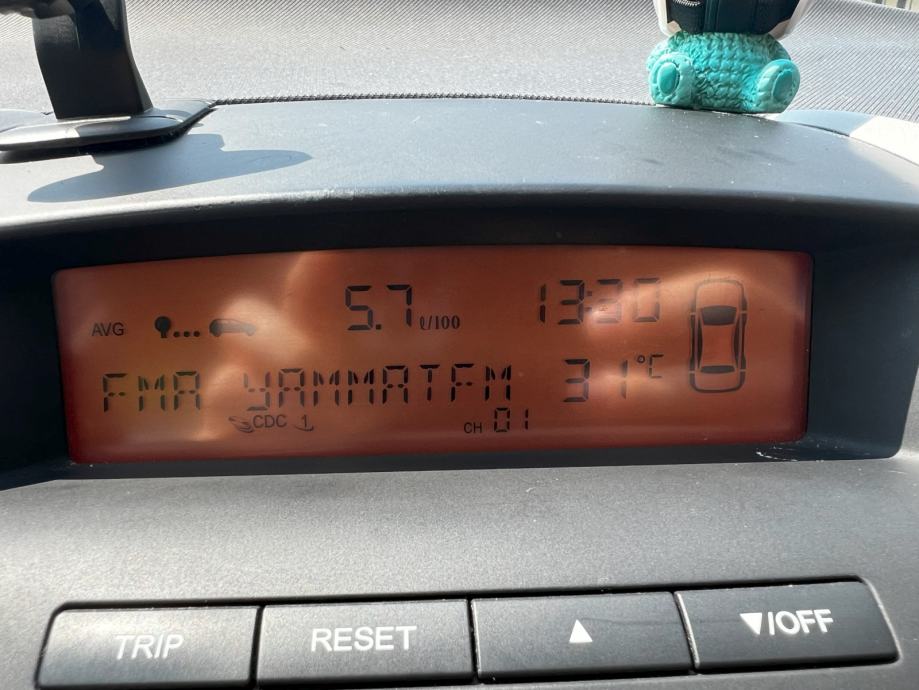 AVG 5.7 ℓ/100 13:30
FMA YAMMATFM 31°C
CDC 1 CH 01
TRIP RESET ▲ ▼/OFF